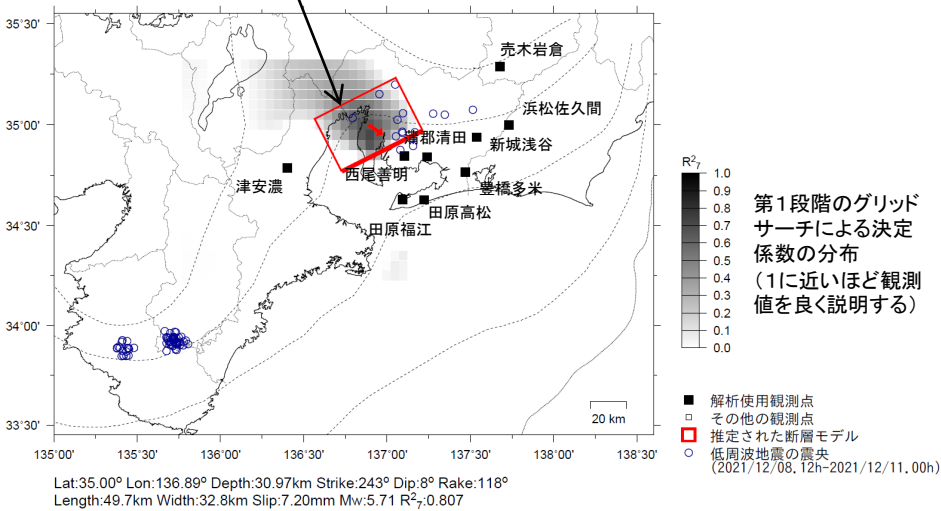 35°30'
35°00'
34°30'
34°00'
33°30'
135°00'
135°30'
136°00'
136°30'
137°00'
137°30'
138°00'
138°30'
売木岩倉
浜松佐久間
蒲郡清田
新城浅谷
津安濃
西尾善明
豊橋多米
田原高松
田原福江
20 km
R²₇
1.0
0.9
0.8
0.7
0.6
0.5
0.4
0.3
0.2
0.1
0.0
第1段階のグリッド
サーチによる決定
係数の分布
(1に近いほど観測
値を良く説明する)
解析使用観測点
その他の観測点
推定された断層モデル
低周波地震の震央
(2021/12/08,12h-2021/12/11,00h)
Lat:35.00° Lon:136.89° Depth:30.97km Strike:243° Dip:8° Rake:118°
Length:49.7km Width:32.8km Slip:7.20mm Mw:5.71 R²₇:0.807